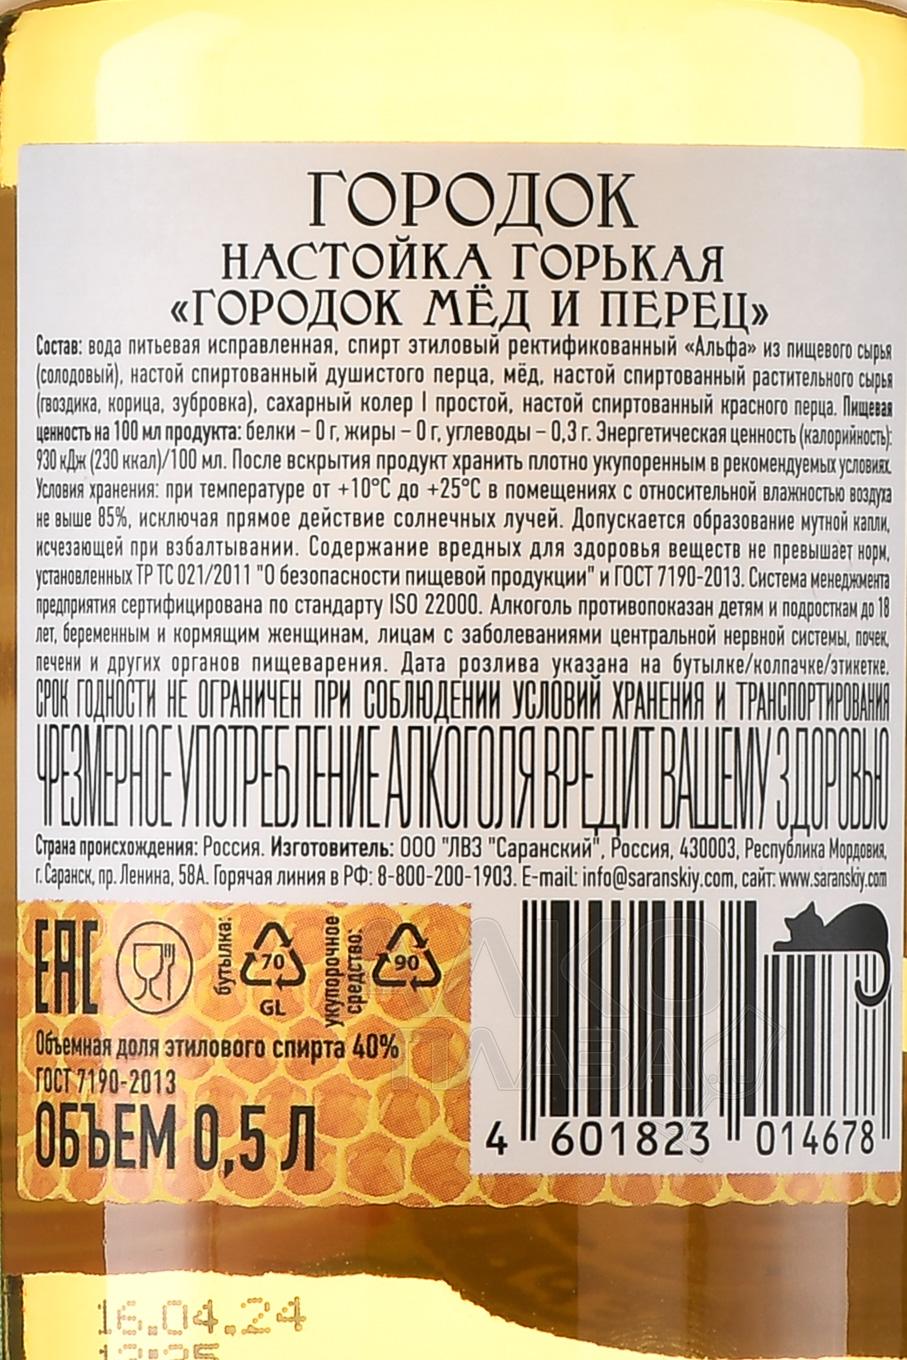 ГОРОДОК
НАСТОЙКА ГОРЬКАЯ
«ГОРОДОК МЁД И ПЕРЕЦ»
Состав: вода питьевая исправленная, спирт этиловый ректификованный «Альфа» из пищевого сырья
(солодовый), настой спиртованный душистого перца, мёд, настой спиртованный растительного сырья
(гвоздика, корица, зубровка), сахарный колер I простой, настой спиртованный красного перца. Пищевая
ценность на 100 мл продукта: белки – 0 г, жиры – 0 г, углеводы – 0,3 г. Энергетическая ценность (калорийность):
930 кДж (230 ккал)/100 мл. После вскрытия продукт хранить плотно укупоренным в рекомендуемых условиях.
Условия хранения: при температуре от +10°С до +25°С в помещениях с относительной влажностью воздуха
не выше 85%, исключая прямое действие солнечных лучей. Допускается образование мутной капли,
исчезающей при взбалтывании. Содержание вредных для здоровья веществ не превышает норм,
установленных ТР ТС 021/2011 "О безопасности пищевой продукции" и ГОСТ 7190-2013. Система менеджмента
предприятия сертифицирована по стандарту ISO 22000. Алкоголь противопоказан детям и подросткам до 18
лет, беременным и кормящим женщинам, лицам с заболеваниями центральной нервной системы, почек,
печени и других органов пищеварения. Дата розлива указана на бутылке/колпачке/этикетке.
СРОК ГОДНОСТИ НЕ ОГРАНИЧЕН ПРИ СОБЛЮДЕНИИ УСЛОВИЙ ХРАНЕНИЯ И ТРАНСПОРТИРОВАНИЯ
ЧРЕЗМЕРНОЕ УПОТРЕБЛЕНИЕ АЛКОГОЛЯ ВРЕДИТ ВАШЕМУ ЗДОРОВЬЮ
Страна происхождения: Россия. Изготовитель: ООО "ЛВЗ "Саранский", Россия, 430003, Республика Мордовия,
г. Саранск, пр. Ленина, 58А. Горячая линия в РФ: 8-800-200-1903. E-mail: info@saranskiy.com, сайт: www.saranskiy.com
ЕАС
бутылка:
70
GL
укупорочное
средство:
90
Объемная доля этилового спирта 40%
ГОСТ 7190-2013
ОБЪЕМ 0,5 Л
4 601823 014678
АЛКО
ПЛАЗА
16.04.24
12:25